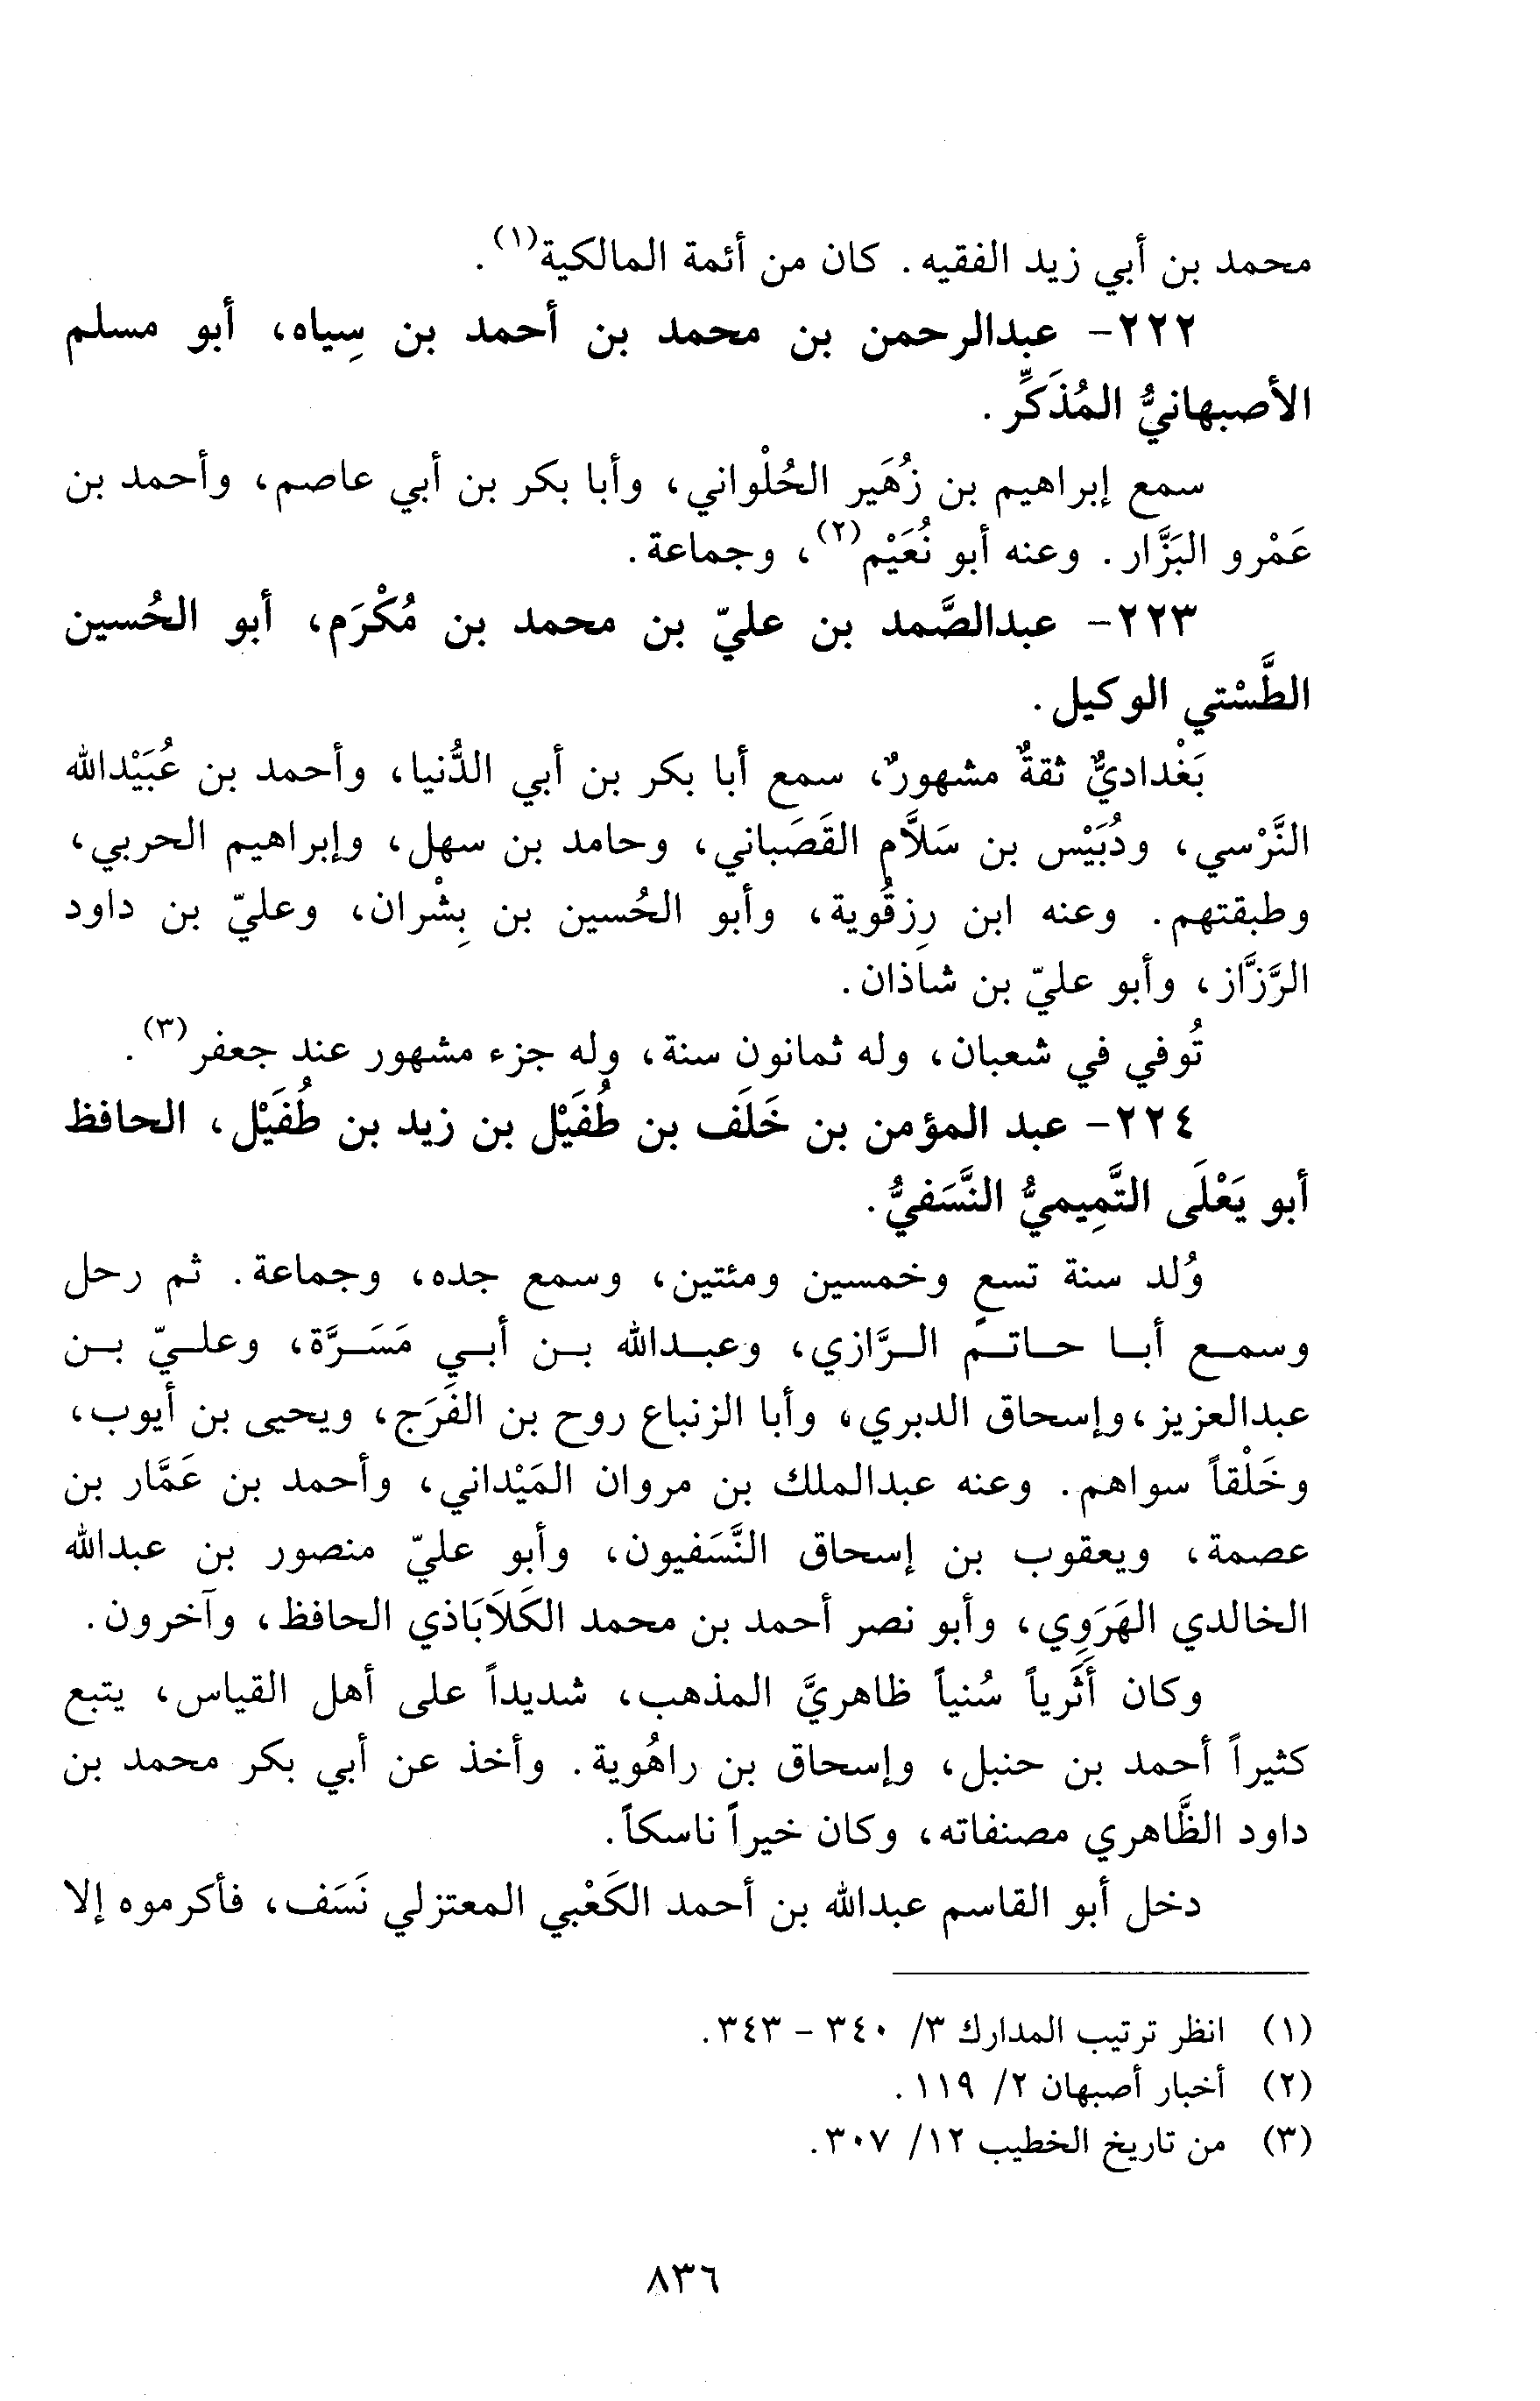 محمد بن أبي زيد الفقيه. كان من أئمة المالكية(١).
٢٢٢- عبدالرحمن بن محمد بن أحمد بن سِياه، أبو مسلم
الأصبهانيُّ المُذَكِّر.
سمع إبراهيم بن زُهَير الحُلْواني، وأبا بكر بن أبي عاصم، وأحمد بن
عَمْرو البَزَّار. وعنه أبو نُعَيْم(٢)، وجماعة.
٢٢٣- عبدالصَّمد بن عليّ بن محمد بن مُكْرَم، أبو الحُسين
الطَّسْتي الوكيل.
بَغْداديٌّ ثقةٌ مشهورٌ، سمع أبا بكر بن أبي الدُّنيا، وأحمد بن عُبَيْدالله
النَّرْسي، ودُبَيْس بن سَلاَّم القَصَباني، وحامد بن سهل، وإبراهيم الحربي،
وطبقتهم. وعنه ابن رِزقُوية، وأبو الحُسين بن بِشْران، وعليّ بن داود
الرَّزَّاز، وأبو عليّ بن شاذان.
تُوفي في شعبان، وله ثمانون سنة، وله جزء مشهور عند جعفر(٣).
٢٢٤- عبد المؤمن بن خَلَف بن طُفَيْل بن زيد بن طُفَيْل، الحافظ
أبو يَعْلَى التَّمِيميُّ النَّسَفيُّ.
وُلد سنة تسعٍ وخمسين ومئتين، وسمع جده، وجماعة. ثم رحل
وسمع أبا حاتم الرَّازي، وعبدالله بن أبي مَسَرَّة، وعليّ بن
عبدالعزيز، وإسحاق الدبري، وأبا الزنباع روح بن الفَرَج، ويحيى بن أيوب،
وخَلْقاً سواهم. وعنه عبدالملك بن مروان المَيْداني، وأحمد بن عَمَّار بن
عصمة، ويعقوب بن إسحاق النَّسَفيون، وأبو عليّ منصور بن عبدالله
الخالدي الهَرَوِي، وأبو نصر أحمد بن محمد الكَلاَبَاذي الحافظ، وآخرون.
وكان أَثَرياً سُنياً ظاهريَّ المذهب، شديداً على أهل القياس، يتبع
كثيراً أحمد بن حنبل، وإسحاق بن راهُوية. وأخذ عن أبي بكر محمد بن
داود الظَّاهري مصنفاته، وكان خيراً ناسكاً.
دخل أبو القاسم عبدالله بن أحمد الكَعْبي المعتزلي نَسَف، فأكرموه إلا
(١) انظر ترتيب المدارك ٣/ ٣٤٠ - ٣٤٣.
(٢) أخبار أصبهان ٢/ ١١٩.
(٣) من تاريخ الخطيب ١٢/ ٣٠٧.
٨٣٦